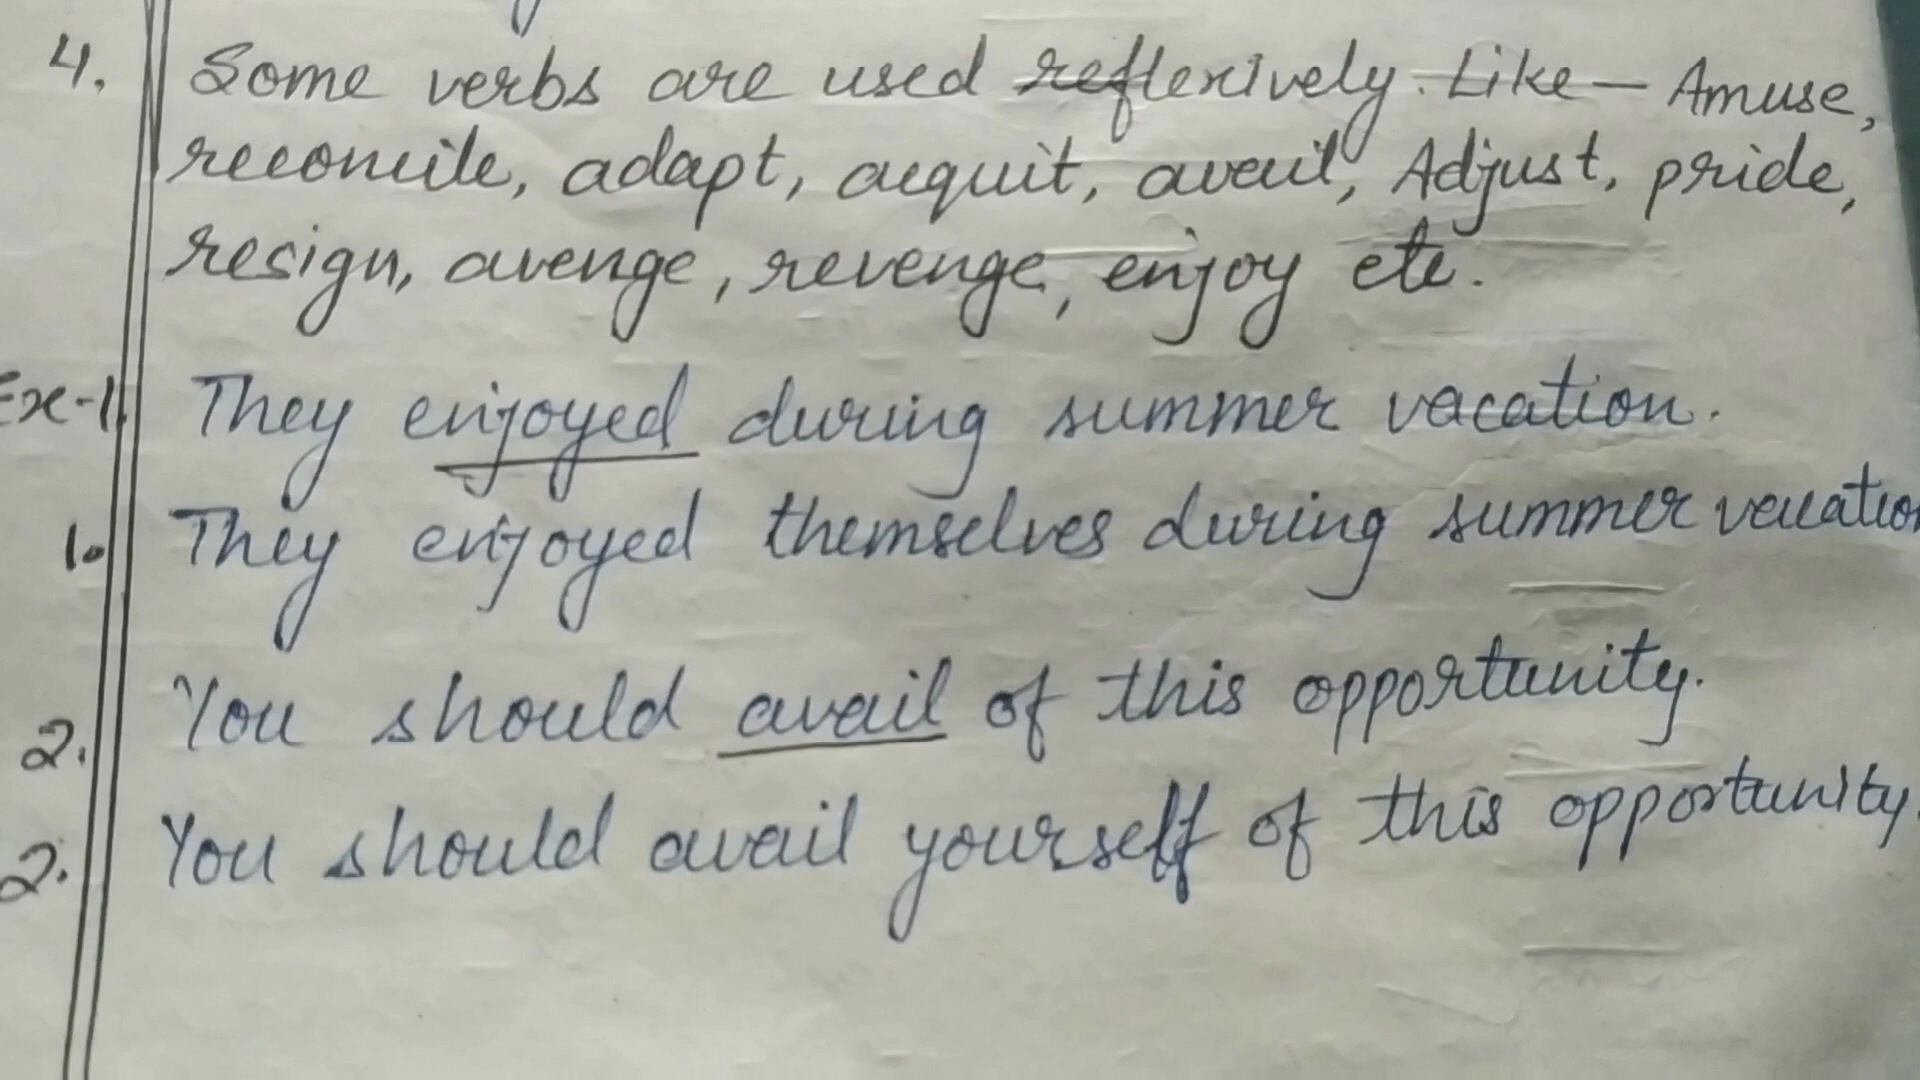 4. Some verbs are used reflexively. Like — Amuse,
reconcile, adapt, acquit, avail, Adjust, pride,
resign, avenge, revenge, enjoy etc.
Ex-1. They enjoyed during summer vacation.
1. They enjoyed themselves during summer vacation
2. You should avail of this opportunity.
2. You should avail yourself of this opportunity.